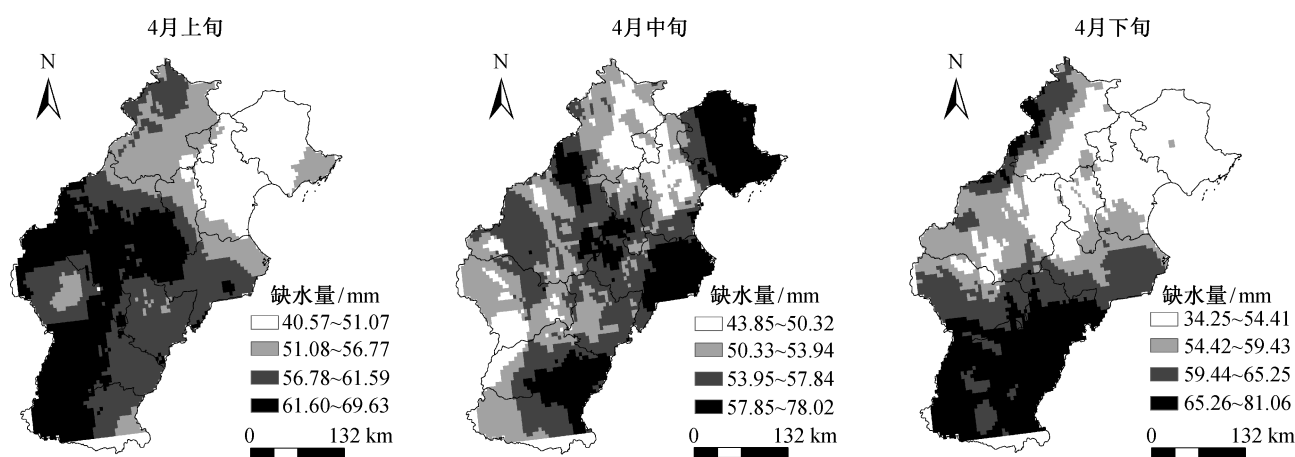 4月上旬
N
缺水量/mm
40.57~51.07
51.08~56.77
56.78~61.59
61.60~69.63
0 132 km
4月中旬
N
缺水量/mm
43.85~50.32
50.33~53.94
53.95~57.84
57.85~78.02
0 132 km
4月下旬
N
缺水量/mm
34.25~54.41
54.42~59.43
59.44~65.25
65.26~81.06
0 132 km